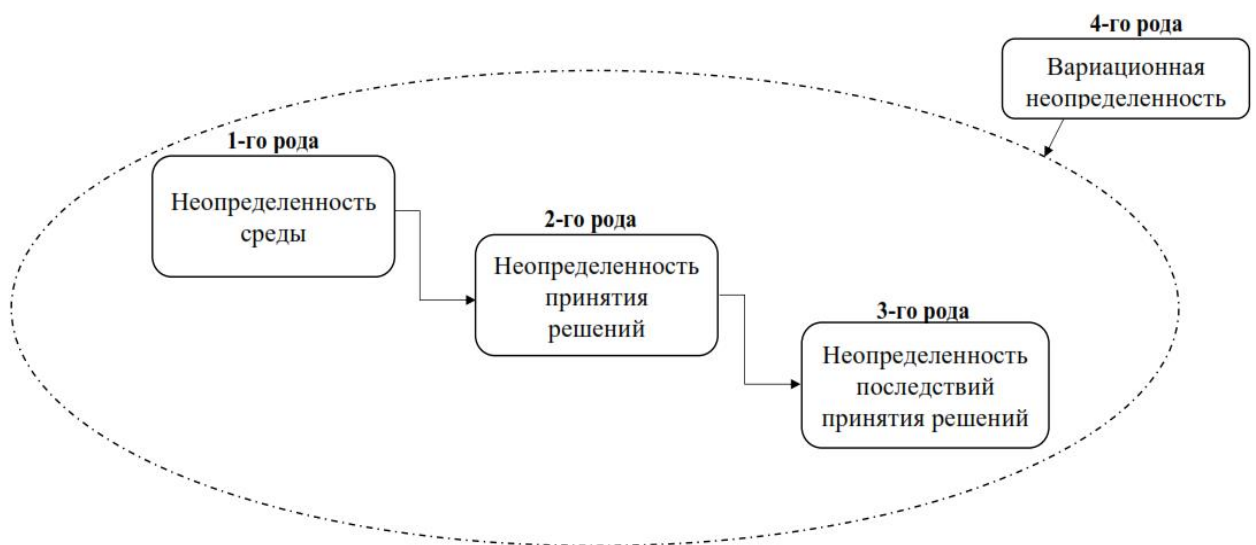 4-го рода
Вариационная
неопределенность
1-го рода
Неопределенность
среды
2-го рода
Неопределенность
принятия
решений
3-го рода
Неопределенность
последствий
принятия решений